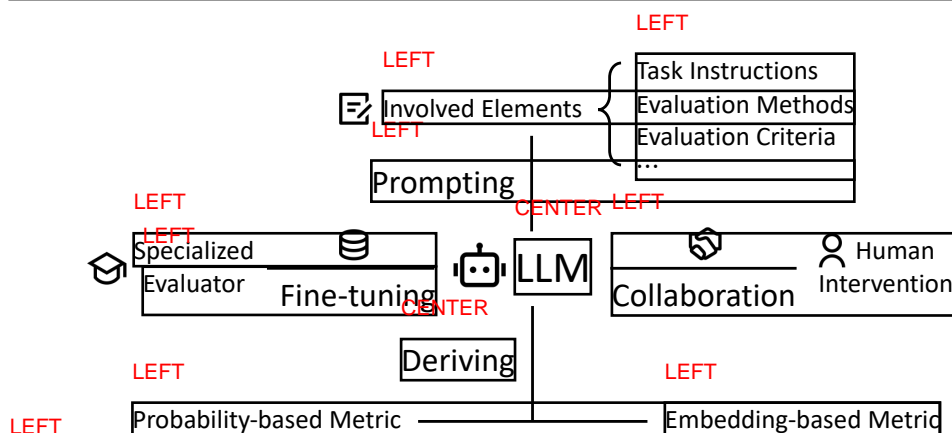 LEFT
LEFT
Task Instructions
Involved Elements
Evaluation Methods
LEFT
Evaluation Criteria
...
Prompting
LEFT
CENTER
LEFT
LEFT
Specialized
Human
LLM
Evaluator
Fine-tuning
Collaboration
Intervention
CENTER
Deriving
LEFT
LEFT
LEFT
Probability-based Metric
Embedding-based Metric